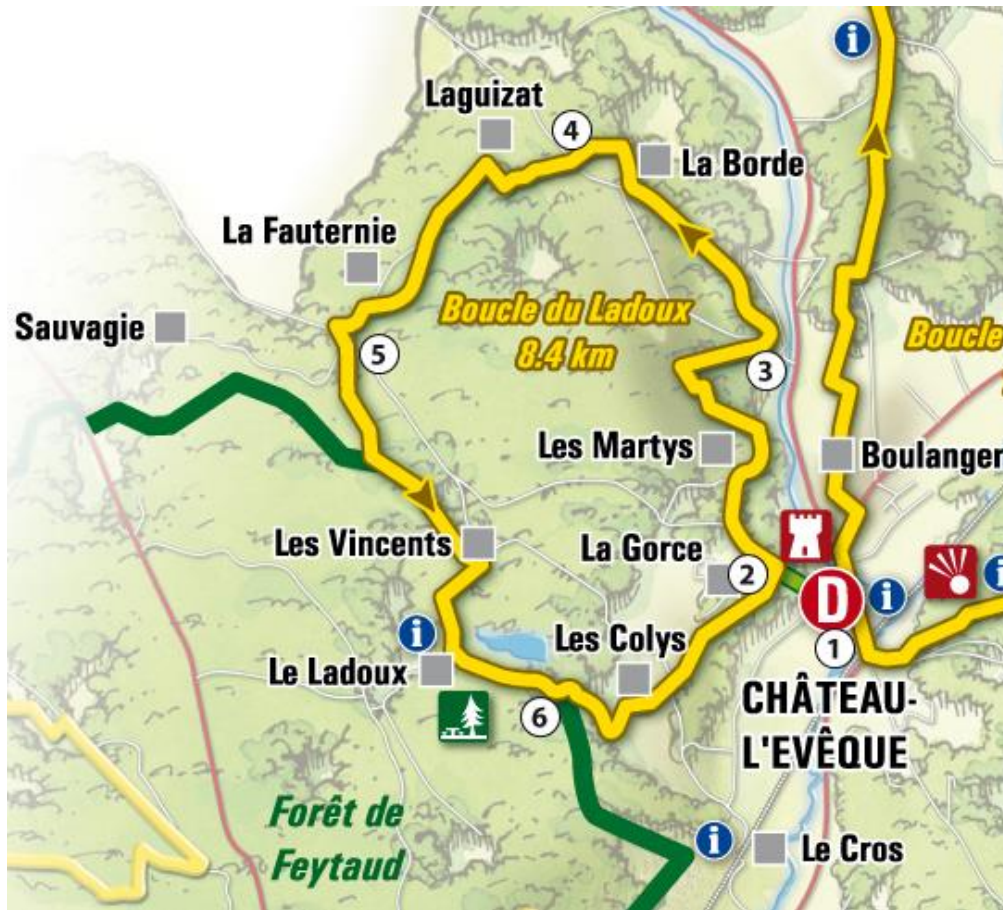 i
Laguizat
4
La Borde
La Fauternie
Sauvagie
Boucle du Ladoux
8.4 km
Boucle
5
3
Les Martys
Boulanger
Les Vincents
La Gorce
2
D
i
i
1
i
Les Colys
Le Ladoux
6
CHÂTEAU-
L'EVÊQUE
Forêt de
Feytaud
i
Le Cros